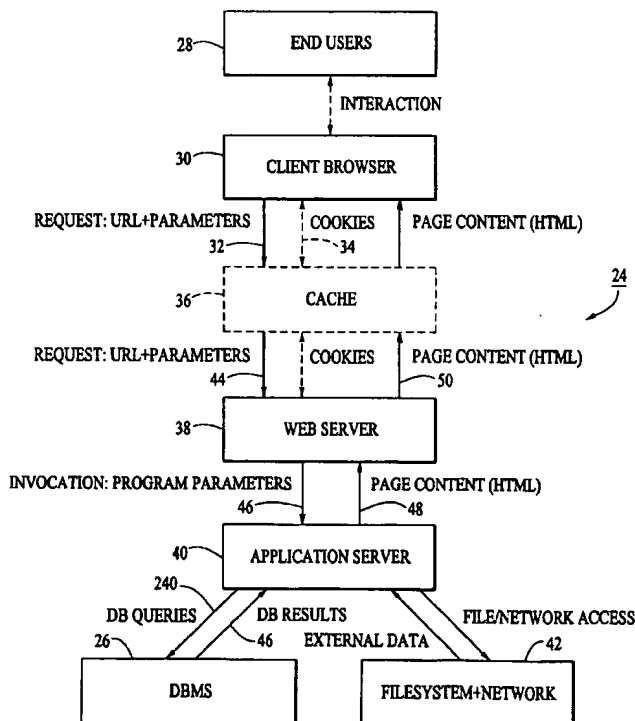 28
END USERS
INTERACTION
30
CLIENT BROWSER
REQUEST: URL+PARAMETERS
COOKIES
PAGE CONTENT (HTML)
32
34
24
36
CACHE
REQUEST: URL+PARAMETERS
COOKIES
PAGE CONTENT (HTML)
44
50
38
WEB SERVER
INVOCATION: PROGRAM PARAMETERS
PAGE CONTENT (HTML)
46
48
40
APPLICATION SERVER
240
DB QUERIES
DB RESULTS
FILE/NETWORK ACCESS
26
46
EXTERNAL DATA
42
DBMS
FILESYSTEM+NETWORK